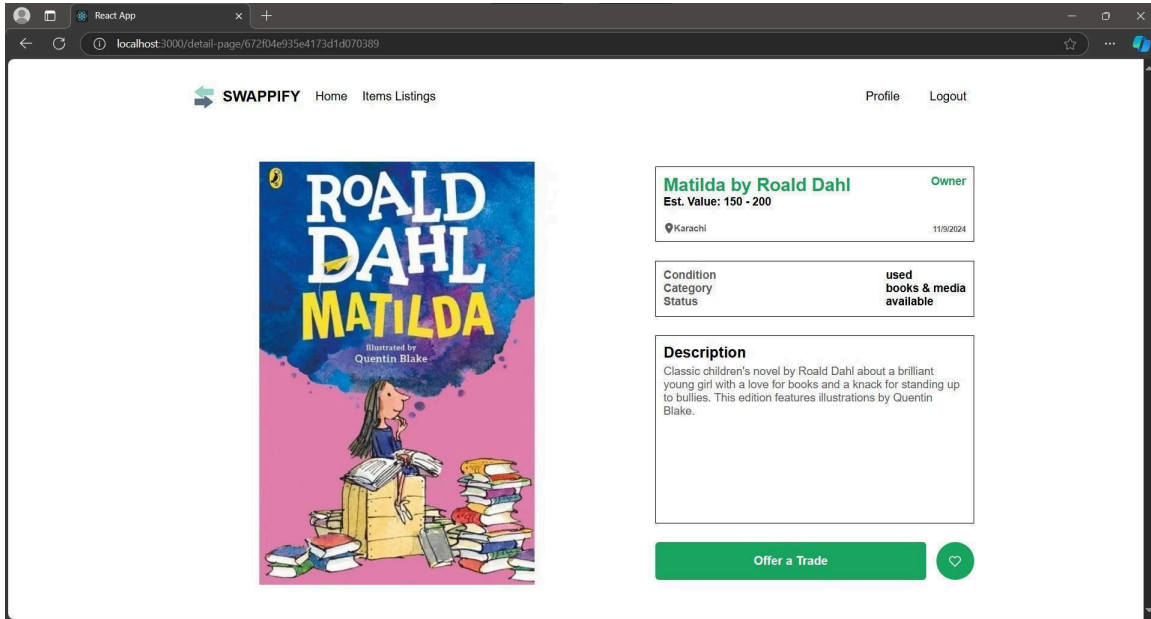 React App
localhost:3000/detail-page/672f04e935e4173d1d070389
SWAPPIFY Home Items Listings Profile Logout
ROALD
DAHL
MATILDA
Illustrated by
Quentin Blake
Matilda by Roald Dahl Owner
Est. Value: 150 - 200
Karachi 11/9/2024
Condition used
Category books & media
Status available
Description
Classic children's novel by Roald Dahl about a brilliant
young girl with a love for books and a knack for standing up
to bullies. This edition features illustrations by Quentin
Blake.
Offer a Trade